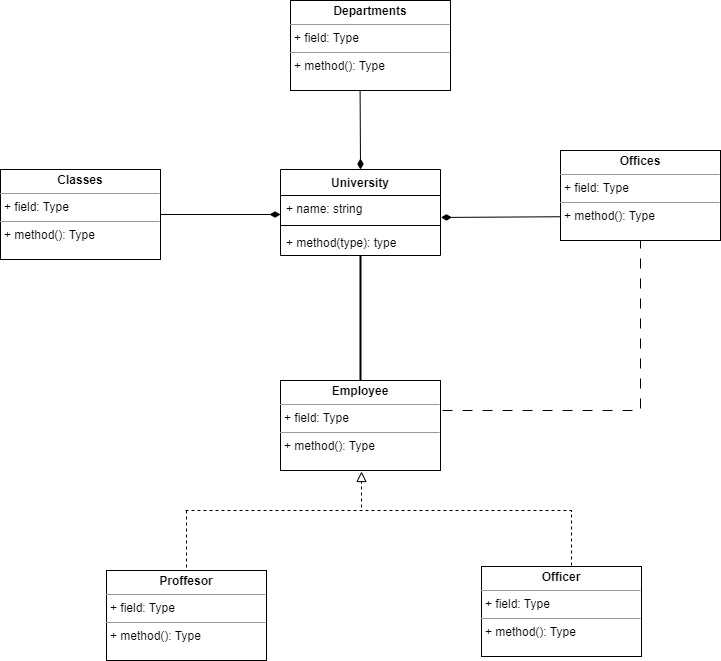 Departments
+ field: Type
+ method(): Type
Classes
+ field: Type
+ method(): Type
University
+ name: string
+ method(type): type
Offices
+ field: Type
+ method(): Type
Employee
+ field: Type
+ method(): Type
Proffesor
+ field: Type
+ method(): Type
Officer
+ field: Type
+ method(): Type